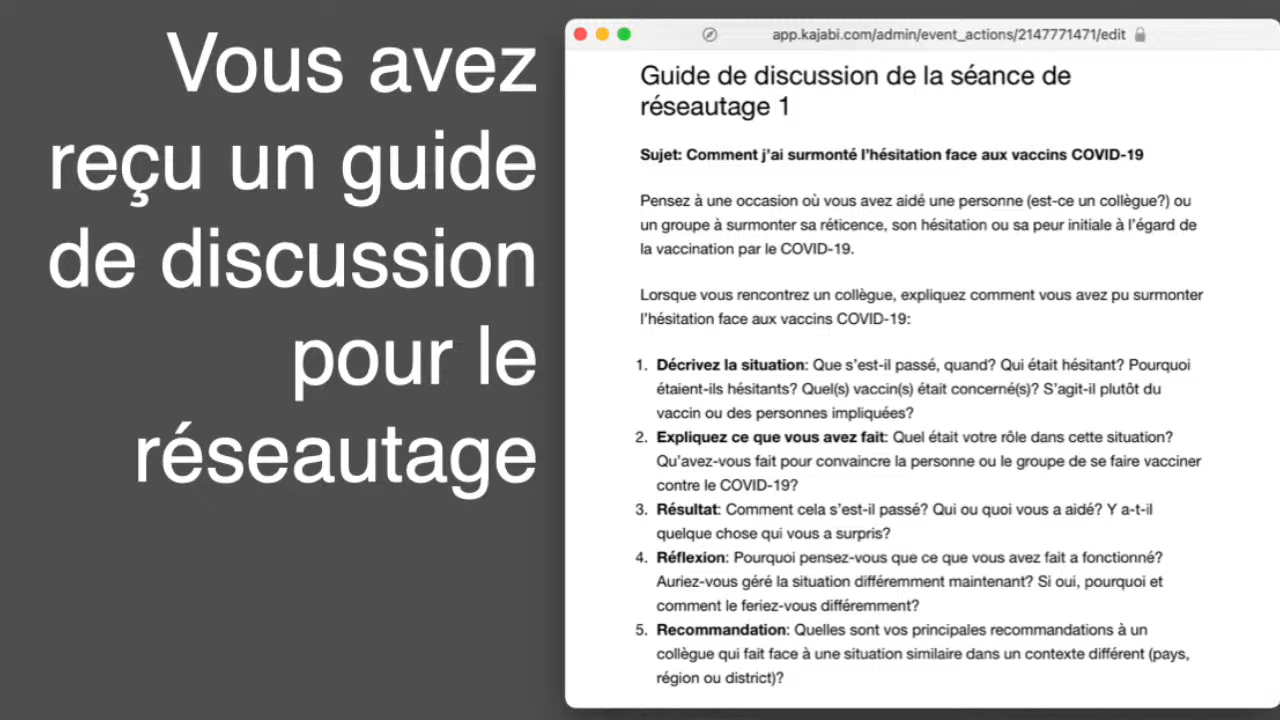 Vous avez
reçu un guide
de discussion
pour le
réseautage
app.kajabi.com/admin/event_actions/2147771471/edit
Guide de discussion de la séance de
réseautage 1
Sujet: Comment j’ai surmonté l’hésitation face aux vaccins COVID-19
Pensez à une occasion où vous avez aidé une personne (est-ce un collègue?) ou
un groupe à surmonter sa réticence, son hésitation ou sa peur initiale à l’égard de
la vaccination par le COVID-19.
Lorsque vous rencontrez un collègue, expliquez comment vous avez pu surmonter
l’hésitation face aux vaccins COVID-19:
1. Décrivez la situation: Que s’est-il passé, quand? Qui était hésitant? Pourquoi
étaient-ils hésitants? Quel(s) vaccin(s) était concerné(s)? S’agit-il plutôt du
vaccin ou des personnes impliquées?
2. Expliquez ce que vous avez fait: Quel était votre rôle dans cette situation?
Qu’avez-vous fait pour convaincre la personne ou le groupe de se faire vacciner
contre le COVID-19?
3. Résultat: Comment cela s’est-il passé? Qui ou quoi vous a aidé? Y a-t-il
quelque chose qui vous a surpris?
4. Réflexion: Pourquoi pensez-vous que ce que vous avez fait a fonctionné?
Auriez-vous géré la situation différemment maintenant? Si oui, pourquoi et
comment le feriez-vous différemment?
5. Recommandation: Quelles sont vos principales recommandations à un
collègue qui fait face à une situation similaire dans un contexte différent (pays,
région ou district)?